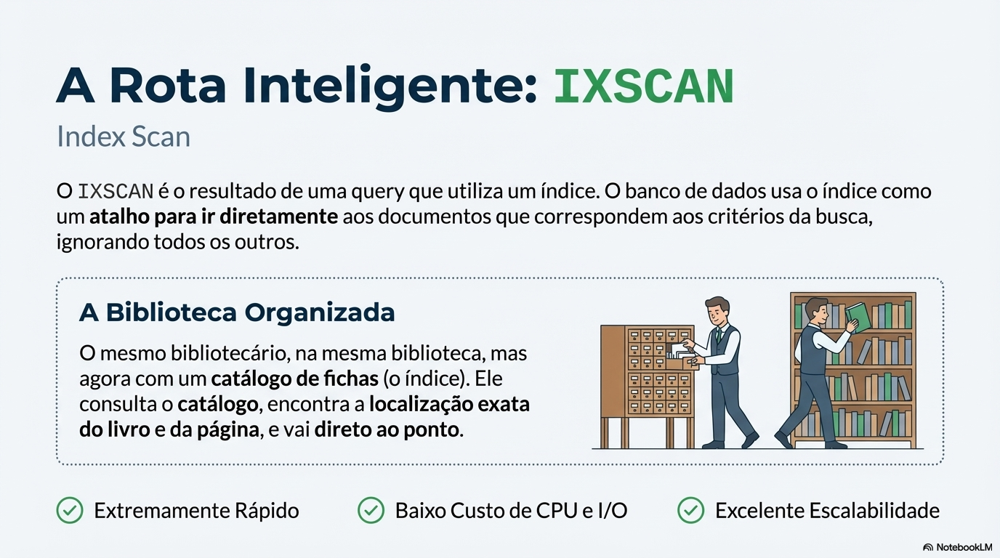 A Rota Inteligente: IXSCAN
Index Scan
O IXSCAN é o resultado de uma query que utiliza um índice. O banco de dados usa o índice como
um atalho para ir diretamente aos documentos que correspondem aos critérios da busca,
ignorando todos os outros.
A Biblioteca Organizada
O mesmo bibliotecário, na mesma biblioteca, mas
agora com um catálogo de fichas (o índice). Ele
consulta o catálogo, encontra a localização exata
do livro e da página, e vai direto ao ponto.
Extremamente Rápido
Baixo Custo de CPU e I/O
Excelente Escalabilidade
NotebookLM